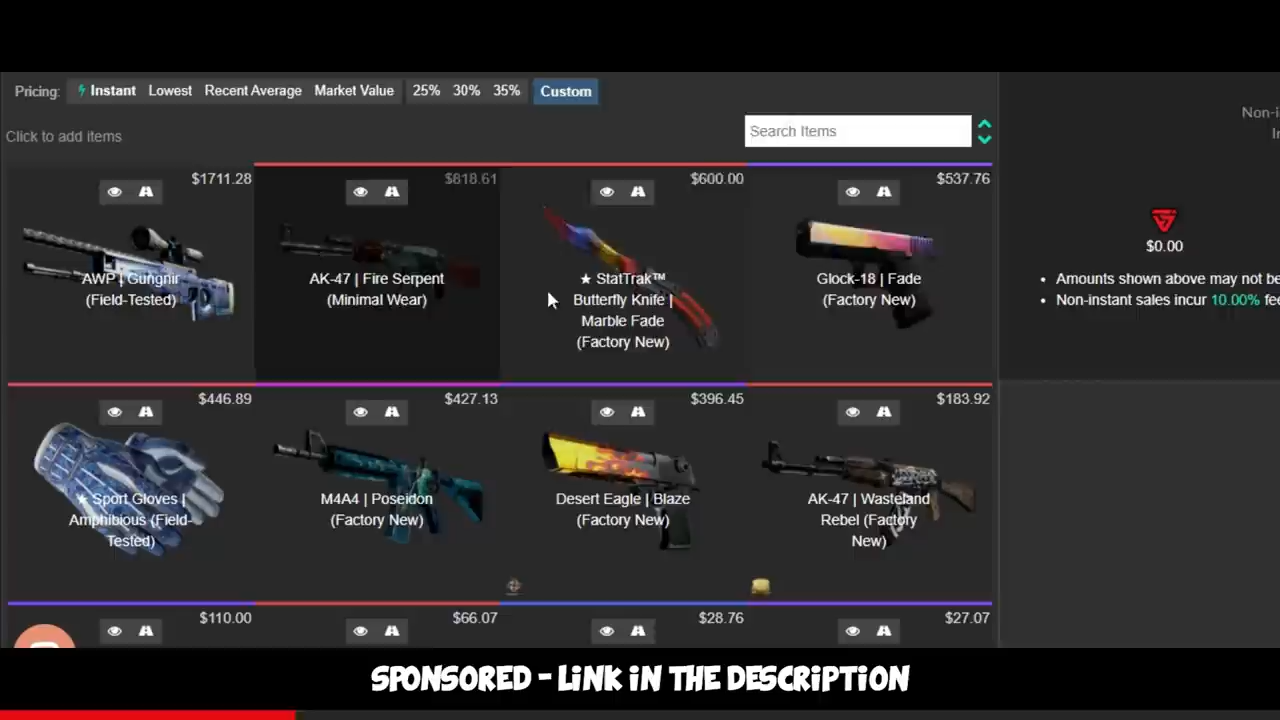 Pricing: Instant Lowest Recent Average Market Value 25% 30% 35% Custom
Click to add items
Search Items
Non-i
$1711.28
$818.61
$600.00
$537.76
AWP | Gungnir
(Field-Tested)
AK-47 | Fire Serpent
(Minimal Wear)
★ StatTrak™
Butterfly Knife |
Marble Fade
(Factory New)
Glock-18 | Fade
(Factory New)
$0.00
Amounts shown above may not be
Non-instant sales incur 10.00% fe
$446.89
$427.13
$396.45
$183.92
★ Sport Gloves |
Amphibious (Field-
Tested)
M4A4 | Poseidon
(Factory New)
Desert Eagle | Blaze
(Factory New)
AK-47 | Wasteland
Rebel (Factory
New)
$110.00
$66.07
$28.76
$27.07
SPONSORED - LINK IN THE DESCRIPTION